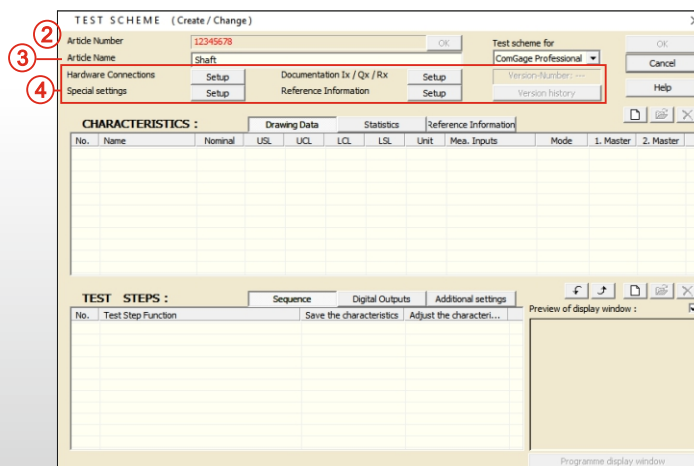 TEST SCHEME (Create / Change)
②
Article Number 12345678 OK Test scheme for OK
③
Article Name Shaft ComGage Professional Cancel
④
Hardware Connections Setup Documentation Ix / Qx / Rx Setup Version-Number: --- Help
Special settings Setup Reference Information Setup Version history
CHARACTERISTICS : Drawing Data Statistics Reference Information
No. Name Nominal USL UCL LCL LSL Unit Mea. Inputs Mode 1. Master 2. Master
TEST STEPS : Sequence Digital Outputs Additional settings
No. Test Step Function Save the characteristics Adjust the characteri... Preview of display window :
Programme display window